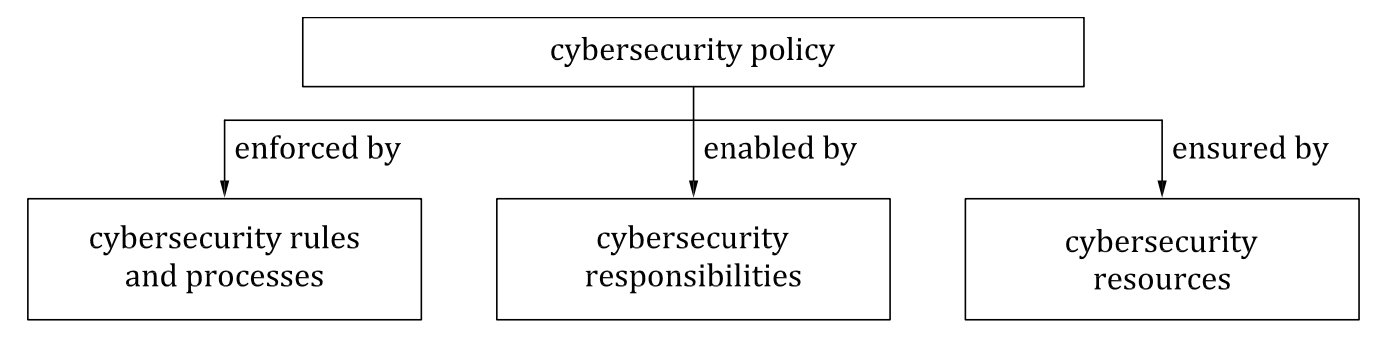 cybersecurity policy
enforced by
enabled by
ensured by
cybersecurity rules
and processes
cybersecurity
responsibilities
cybersecurity
resources